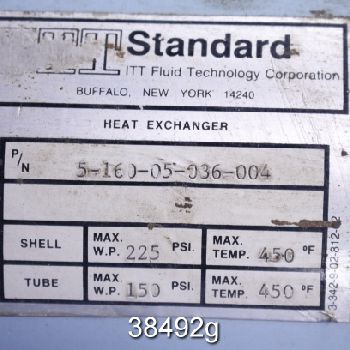 ITT Standard
ITT Fluid Technology Corporation
BUFFALO, NEW YORK 14240
HEAT EXCHANGER
P/N 5-160-05-036-004
SHELL MAX. W.P. 225 PSI. MAX. TEMP. 450 °F
TUBE MAX. W.P. 150 PSI. MAX. TEMP. 450 °F
38492g